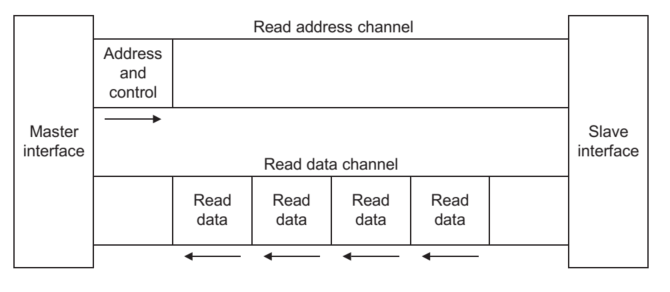 Read address channel
Address
and
control
Master
interface
Slave
interface
Read data channel
Read
data
Read
data
Read
data
Read
data